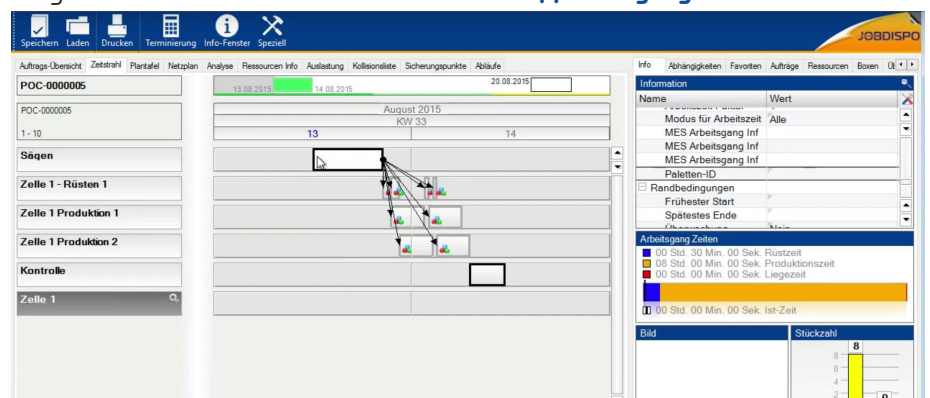 Speichern Laden Drucken Terminierung Info-Fenster Speziell
JOBDISPO
Auftrags-Übersicht Zeitstrahl Plantafel Netzplan Analyse Ressourcen Info Auslastung Kollisionsliste Sicherungspunkte Abläufe
Info Abhängigkeiten Favoriten Aufträge Ressourcen Boxen
POC-0000005
13.08.2015 14.08.2015 20.08.2015
POC-0000005
1 - 10
August 2015
KW 33
13 14
Sägen
Zelle 1 - Rüsten 1
Zelle 1 Produktion 1
Zelle 1 Produktion 2
Kontrolle
Zelle 1
Information
Name Wert
Modus für Arbeitszeit Alle
MES Arbeitsgang Inf
MES Arbeitsgang Inf
MES Arbeitsgang Inf
Paletten-ID
Randbedingungen
Frühester Start
Spätestes Ende
Arbeitsgang Zeiten
00 Std. 30 Min. 00 Sek. Rüstzeit
08 Std. 00 Min. 00 Sek. Produktionszeit
00 Std. 00 Min. 00 Sek. Liegezeit
00 Std. 00 Min. 00 Sek. Ist-Zeit
Bild
Stückzahl
8
8
6
4